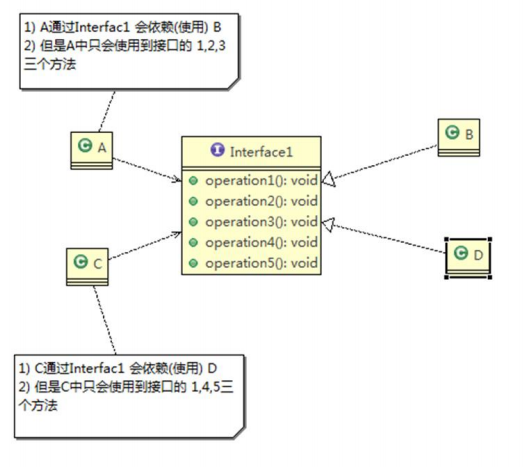 1) A通过Interfac1 会依赖(使用) B
2) 但是A中只会使用到接口的 1,2,3
三个方法
C A
I Interface1
operation1(): void
operation2(): void
operation3(): void
operation4(): void
operation5(): void
C B
C C
C D
1) C通过Interfac1 会依赖(使用) D
2) 但是C中只会使用到接口的 1,4,5三
个方法